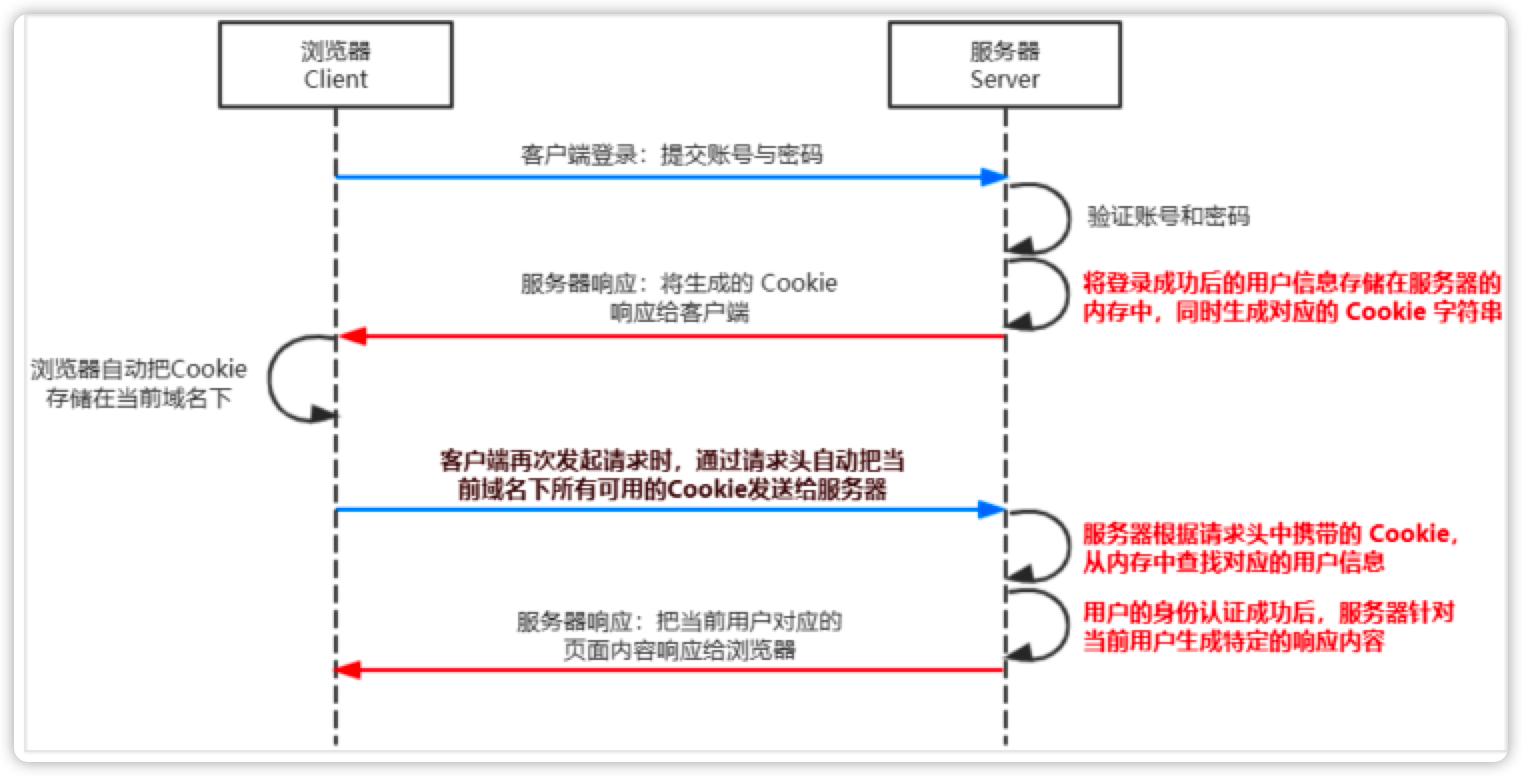 浏览器
Client
服务器
Server
客户端登录：提交账号与密码
验证账号和密码
将登录成功后的用户信息存储在服务器的
内存中，同时生成对应的 Cookie 字符串
服务器响应：将生成的 Cookie
响应给客户端
浏览器自动把Cookie
存储在当前域名下
客户端再次发起请求时，通过请求头自动把当
前域名下所有可用的Cookie发送给服务器
服务器根据请求头中携带的 Cookie，
从内存中查找对应的用户信息
用户的身份认证成功后，服务器针对
当前用户生成特定的响应内容
服务器响应：把当前用户对应的
页面内容响应给浏览器